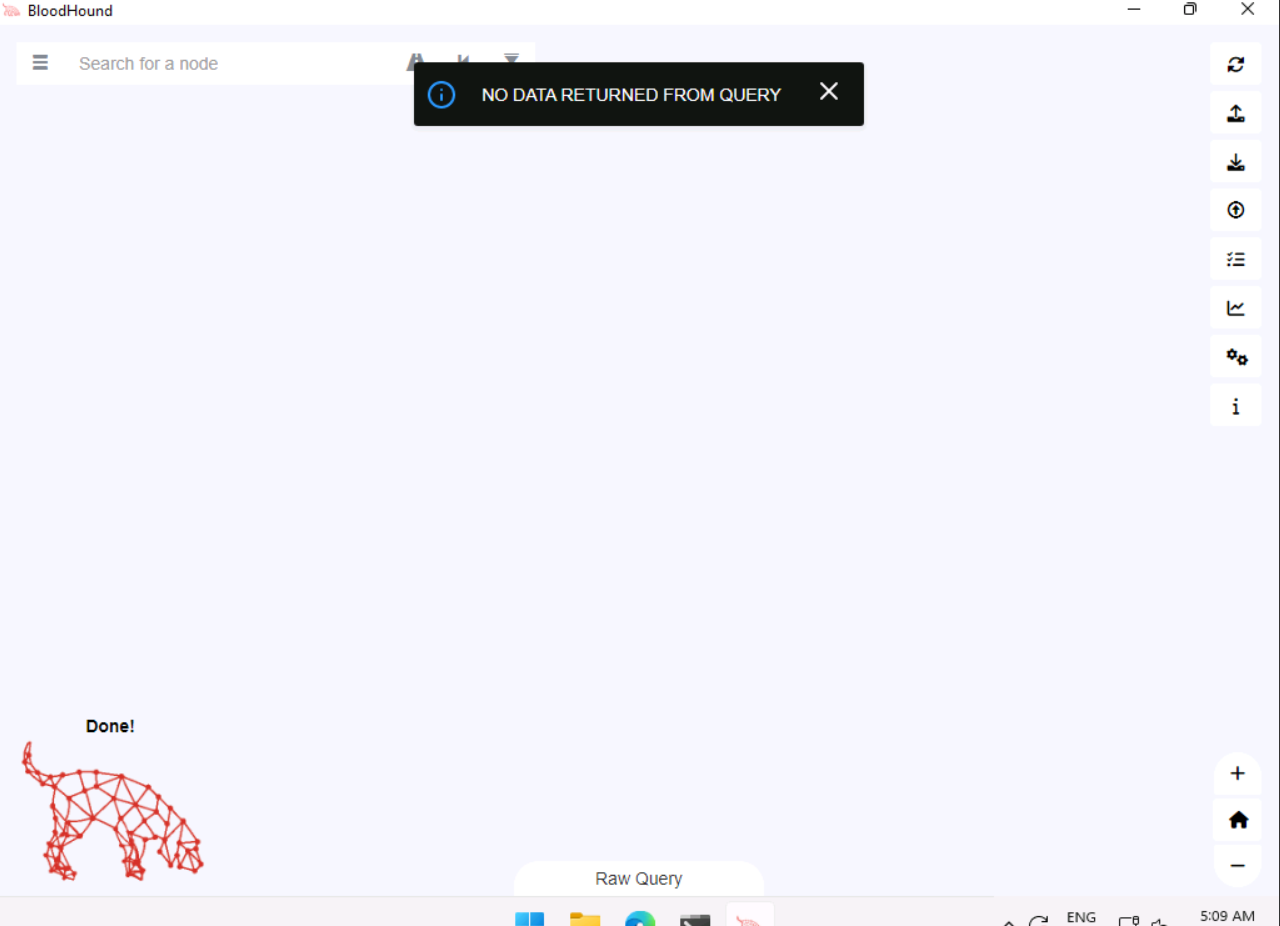 BloodHound
Search for a node
NO DATA RETURNED FROM QUERY
Done!
Raw Query
ENG
5:09 AM